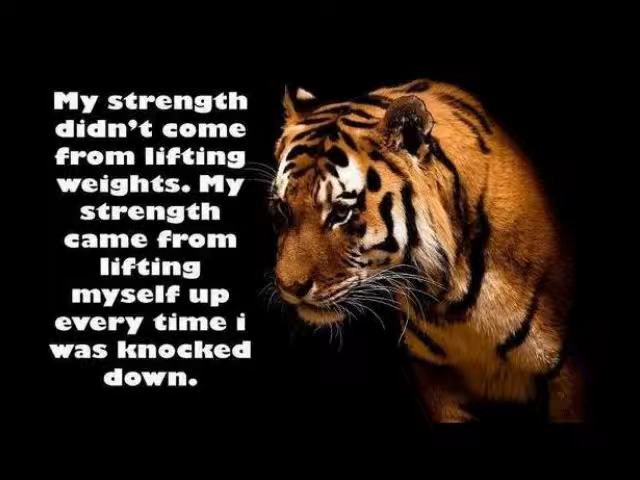 My strength
didn't come
from lifting
weights. My
strength
came from
lifting
myself up
every time i
was knocked
down.